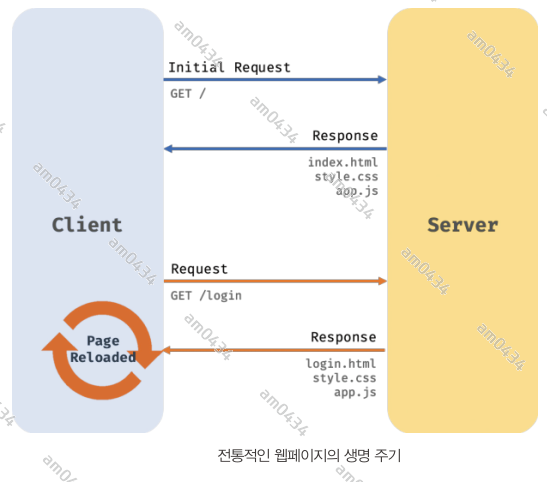 Initial Request
GET /
Response
index.html
style.css
app.js
Client
Server
Request
GET /login
Page
Reloaded
Response
login.html
style.css
app.js
전통적인 웹페이지의 생명 주기
am0434
am0434
am0434
am0434
am0434
am0434
am0434
am0434
am0434
am0434
am0434
am0434